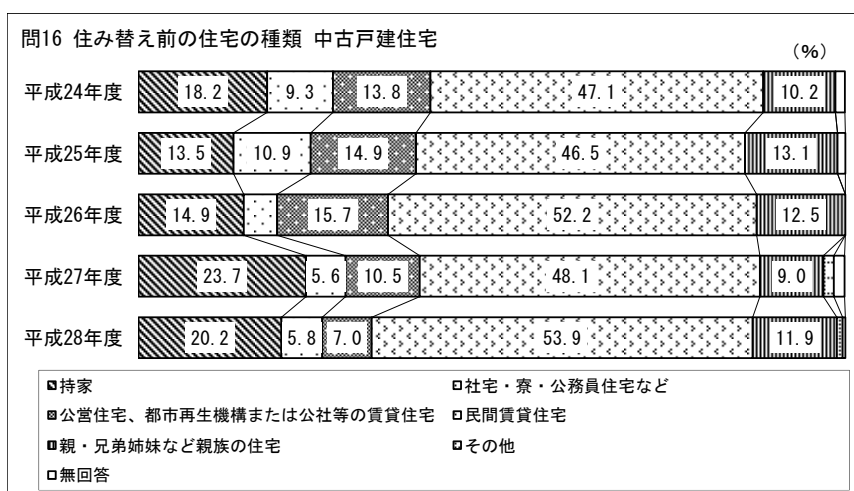 問16 住み替え前の住宅の種類 中古戸建住宅
（%）
平成24年度 18.2 9.3 13.8 47.1 10.2
平成25年度 13.5 10.9 14.9 46.5 13.1
平成26年度 14.9 15.7 52.2 12.5
平成27年度 23.7 5.6 10.5 48.1 9.0
平成28年度 20.2 5.8 7.0 53.9 11.9
持家 社宅・寮・公務員住宅など
公営住宅、都市再生機構または公社等の賃貸住宅 民間賃貸住宅
親・兄弟姉妹など親族の住宅 その他
無回答